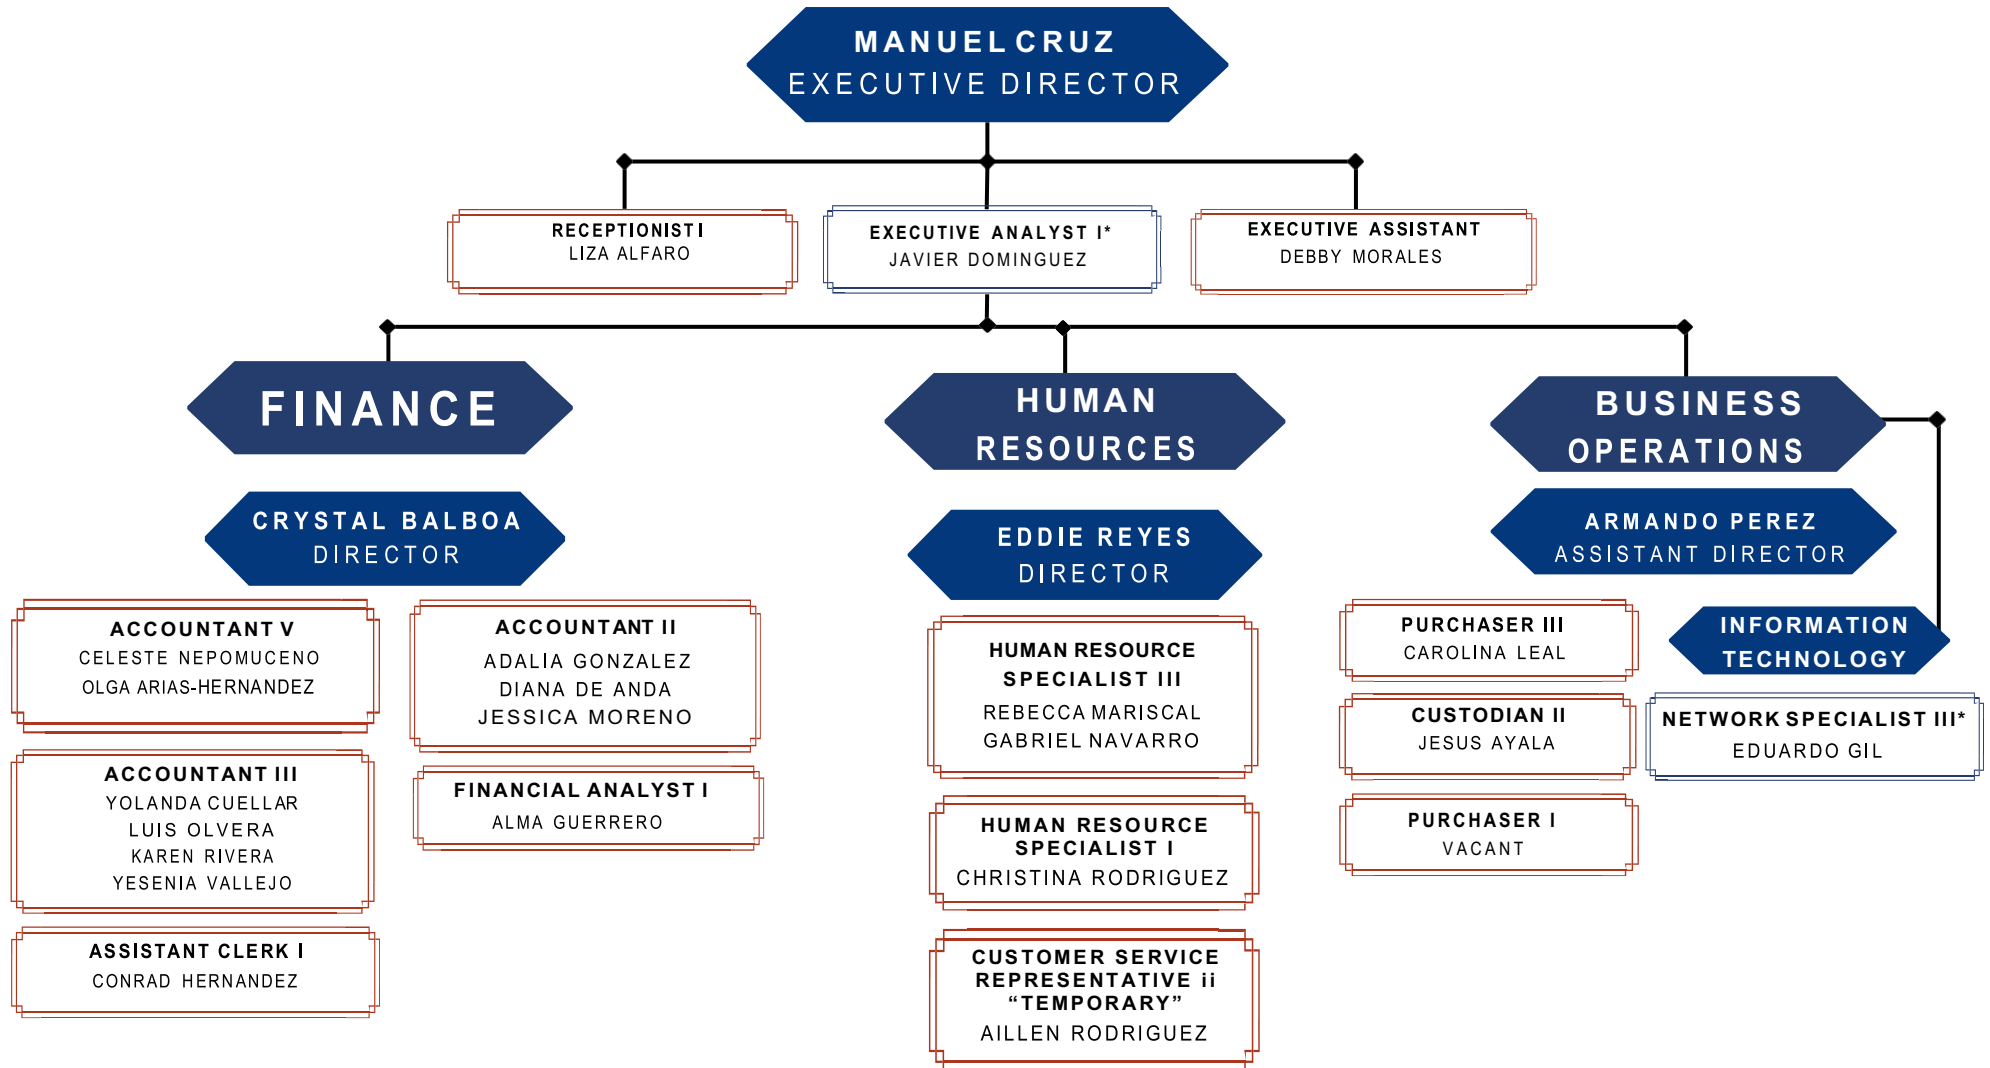 MANUEL CRUZ
EXECUTIVE DIRECTOR
RECEPTIONIST I
LIZA ALFARO
EXECUTIVE ANALYST I*
JAVIER DOMINGUEZ
EXECUTIVE ASSISTANT
DEBBY MORALES
FINANCE
CRYSTAL BALBOA
DIRECTOR
ACCOUNTANT V
CELESTE NEPOMUCENO
OLGA ARIAS-HERNANDEZ
ACCOUNTANT III
YOLANDA CUELLAR
LUIS OLVERA
KAREN RIVERA
YESENIA VALLEJO
ASSISTANT CLERK I
CONRAD HERNANDEZ
ACCOUNTANT II
ADALIA GONZALEZ
DIANA DE ANDA
JESSICA MORENO
FINANCIAL ANALYST I
ALMA GUERRERO
HUMAN
RESOURCES
EDDIE REYES
DIRECTOR
HUMAN RESOURCE
SPECIALIST III
REBECCA MARISCAL
GABRIEL NAVARRO
HUMAN RESOURCE
SPECIALIST I
CHRISTINA RODRIGUEZ
CUSTOMER SERVICE
REPRESENTATIVE ii
“TEMPORARY”
AILLEN RODRIGUEZ
BUSINESS
OPERATIONS
ARMANDO PEREZ
ASSISTANT DIRECTOR
PURCHASER III
CAROLINA LEAL
CUSTODIAN II
JESUS AYALA
PURCHASER I
VACANT
INFORMATION
TECHNOLOGY
NETWORK SPECIALIST III*
EDUARDO GIL